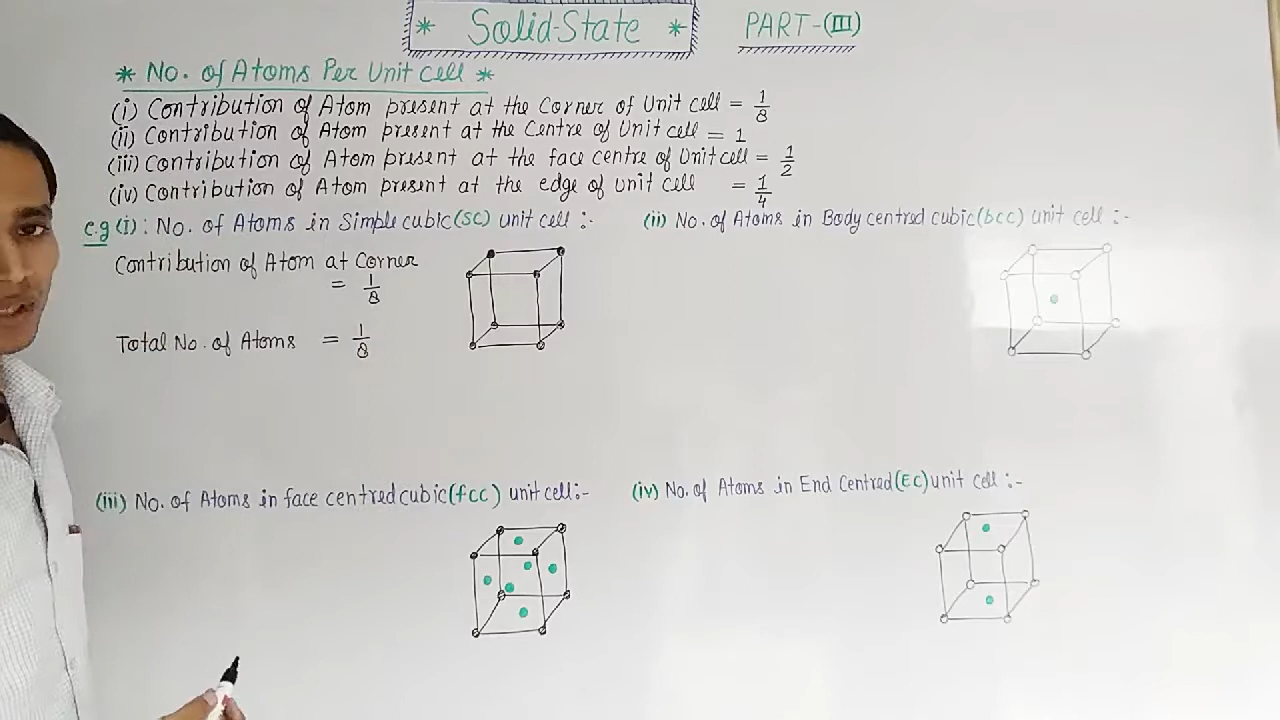 * Solid-State * PART-(III)
* No. of Atoms Per Unit cell *
(i) Contribution of Atom present at the Corner of Unit cell = 1/8
(ii) Contribution of Atom present at the Centre of Unit cell = 1
(iii) Contribution of Atom present at the face centre of Unit cell = 1/2
(iv) Contribution of Atom present at the edge of unit cell = 1/4
e.g (i): No. of Atoms in Simple cubic(SC) unit cell :-
Contribution of Atom at Corner
= 1/8
Total No. of Atoms = 1/8
(ii) No. of Atoms in Body centred cubic(bcc) unit cell :-
(iii) No. of Atoms in face centred cubic(fcc) unit cell:-
(iv) No. of Atoms in End Centred(EC) unit cell :-